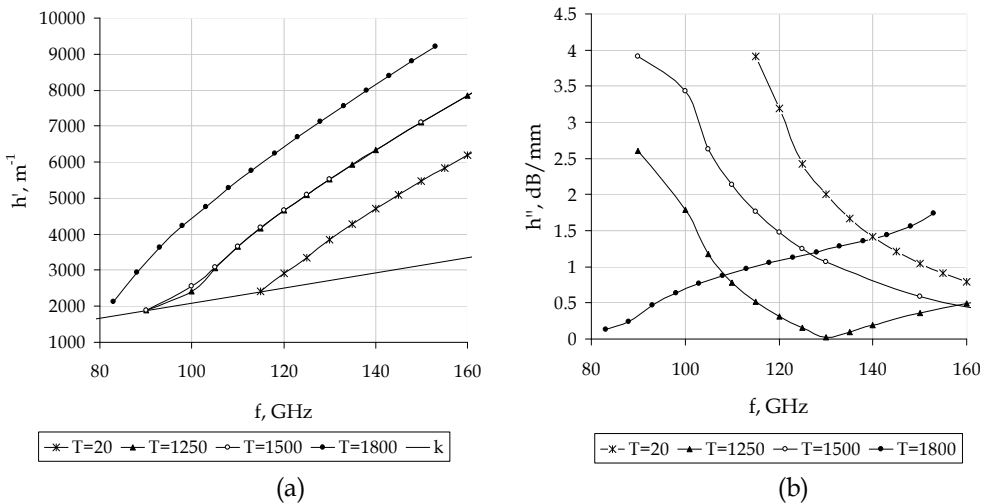 10000
9000
8000
7000
6000
5000
4000
3000
2000
1000
h', m-1
80 100 120 140 160
f, GHz
T=20 T=1250 T=1500 T=1800 k
(a)
4
3.5
3
2.5
2
1.5
1
0.5
0
h'', dB/mm
80 100 120 140 160
f, GHz
T=20 T=1250 T=1500 T=1800
(b)